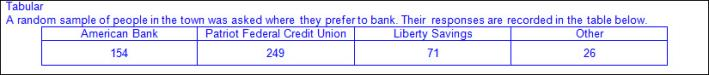 Tabular
A random sample of people in the town was asked where they prefer to bank. Their responses are recorded in the table below.
American Bank Patriot Federal Credit Union Liberty Savings Other
154 249 71 26